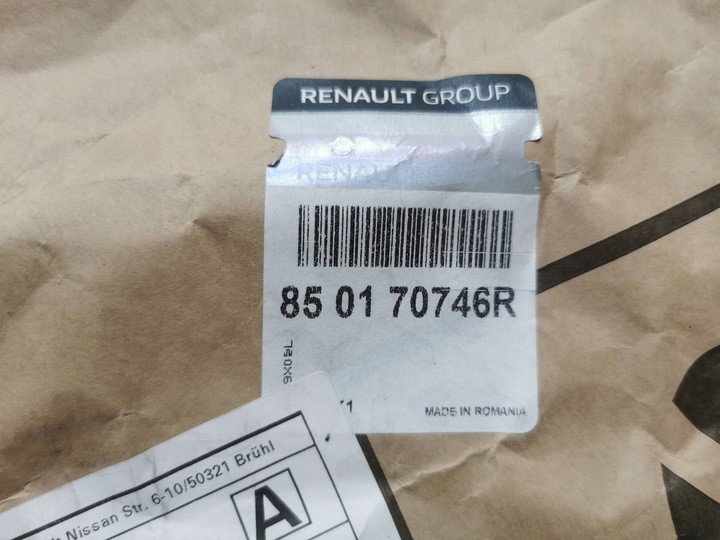 RENAULT GROUP
RENAULT
85 01 70746R
MADE IN ROMANIA
Nissan Str. 6-10/50321 Brühl
A